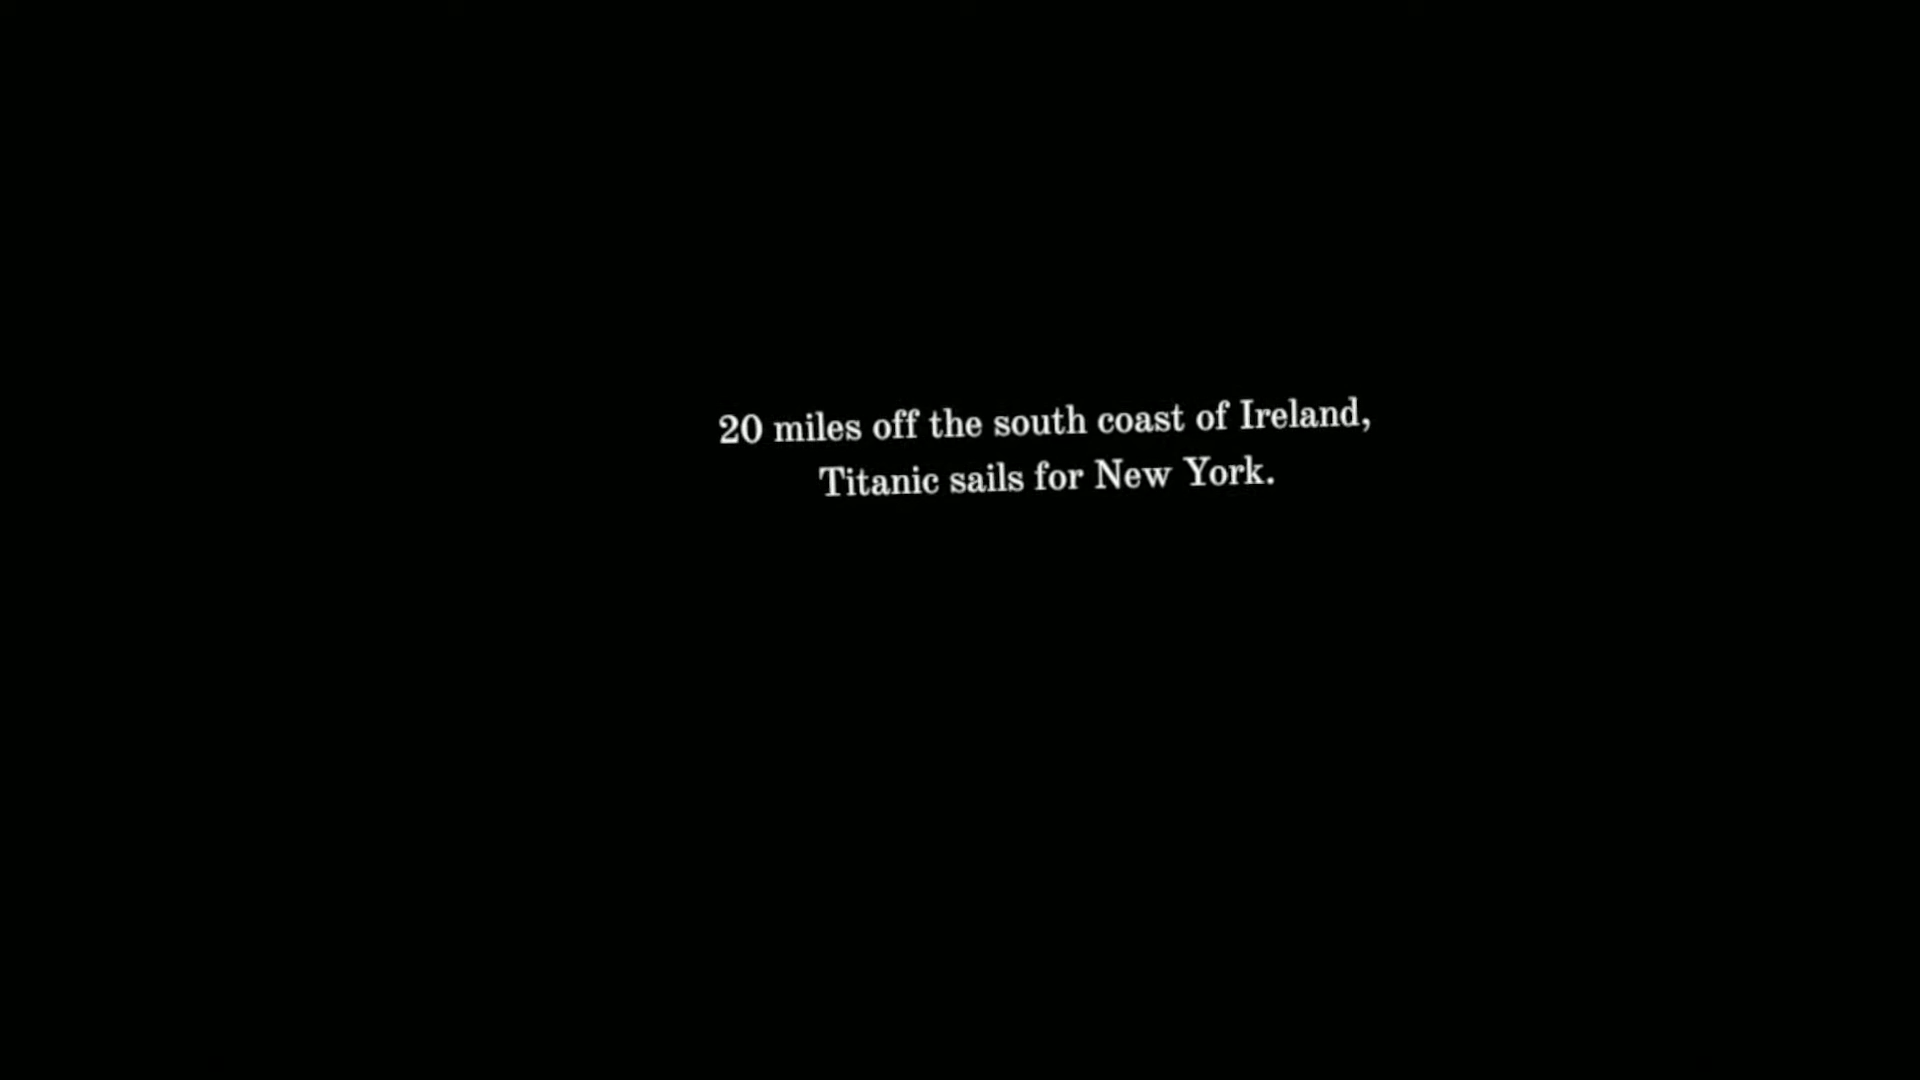 20 miles off the south coast of Ireland,
Titanic sails for New York.